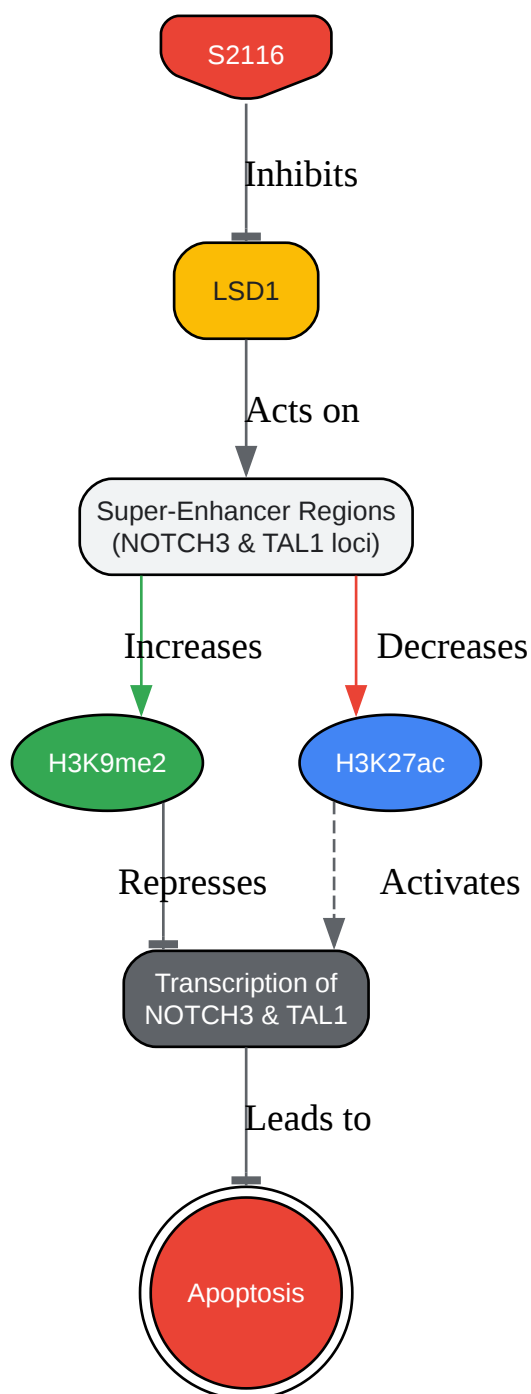 S2116
Inhibits
LSD1
Acts on
Super-Enhancer Regions
(NOTCH3 & TAL1 loci)
Increases
Decreases
H3K9me2
H3K27ac
Represses
Activates
Transcription of
NOTCH3 & TAL1
Leads to
Apoptosis